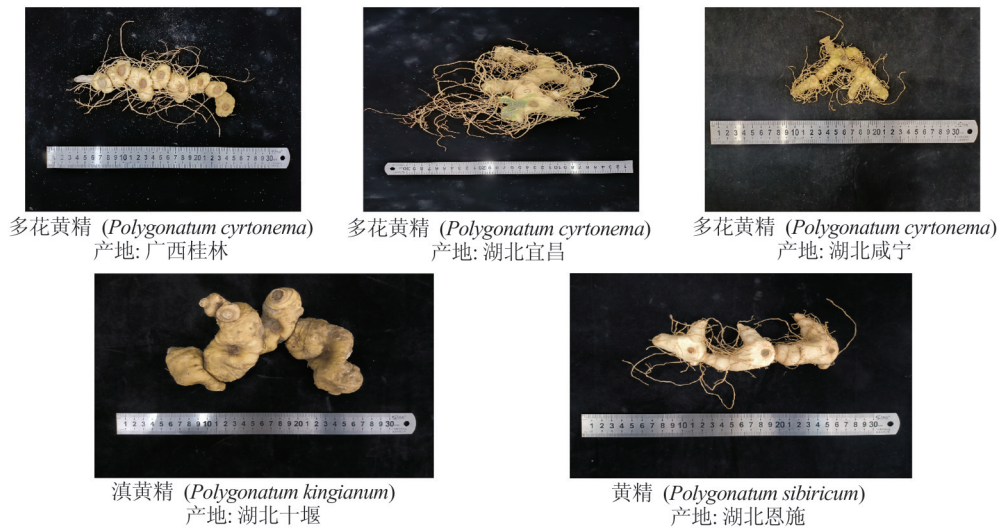 多花黄精 (Polygonatum cyrtonema)
产地: 广西桂林
多花黄精 (Polygonatum cyrtonema)
产地: 湖北宜昌
多花黄精 (Polygonatum cyrtonema)
产地: 湖北咸宁
滇黄精 (Polygonatum kingianum)
产地: 湖北十堰
黄精 (Polygonatum sibiricum)
产地: 湖北恩施